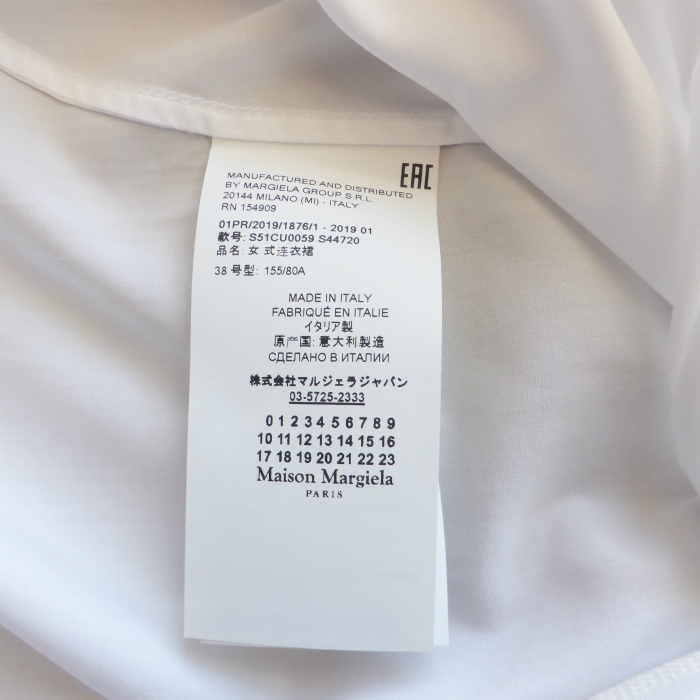 EAC
MANUFACTURED AND DISTRIBUTED
BY MARGIELA GROUP S.R.L.
20144 MILANO (MI) - ITALY
RN 154909
01PR/2019/1876/1 - 2019 01
款号: S51CU0059 S44720
品名: 女 式连衣裙
38 号型: 155/80A
MADE IN ITALY
FABRIQUÉ EN ITALIE
イタリア製
原产国: 意大利製造
СДЕЛАНО В ИТАЛИИ
株式会社マルジェラジャパン
03-5725-2333
0 1 2 3 4 5 6 7 8 9
10 11 12 13 14 15 16
17 18 19 20 21 22 23
Maison Margiela
PARIS